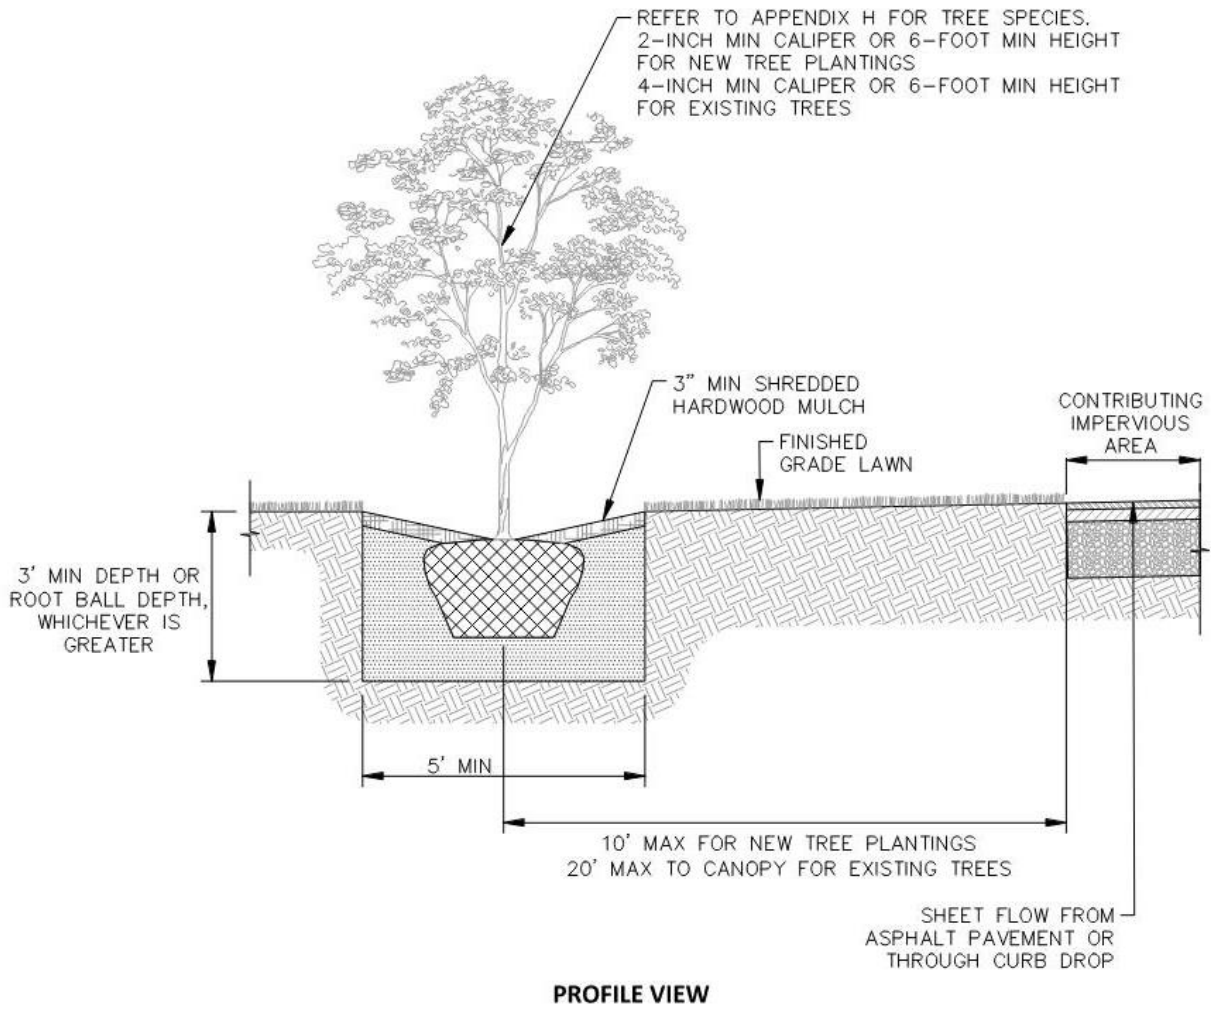 REFER TO APPENDIX H FOR TREE SPECIES.
2-INCH MIN CALIPER OR 6-FOOT MIN HEIGHT
FOR NEW TREE PLANTINGS
4-INCH MIN CALIPER OR 6-FOOT MIN HEIGHT
FOR EXISTING TREES
3" MIN SHREDDED
HARDWOOD MULCH
FINISHED
GRADE LAWN
CONTRIBUTING
IMPERVIOUS
AREA
3' MIN DEPTH OR
ROOT BALL DEPTH,
WHICHEVER IS
GREATER
5' MIN
10' MAX FOR NEW TREE PLANTINGS
20' MAX TO CANOPY FOR EXISTING TREES
SHEET FLOW FROM
ASPHALT PAVEMENT OR
THROUGH CURB DROP
PROFILE VIEW